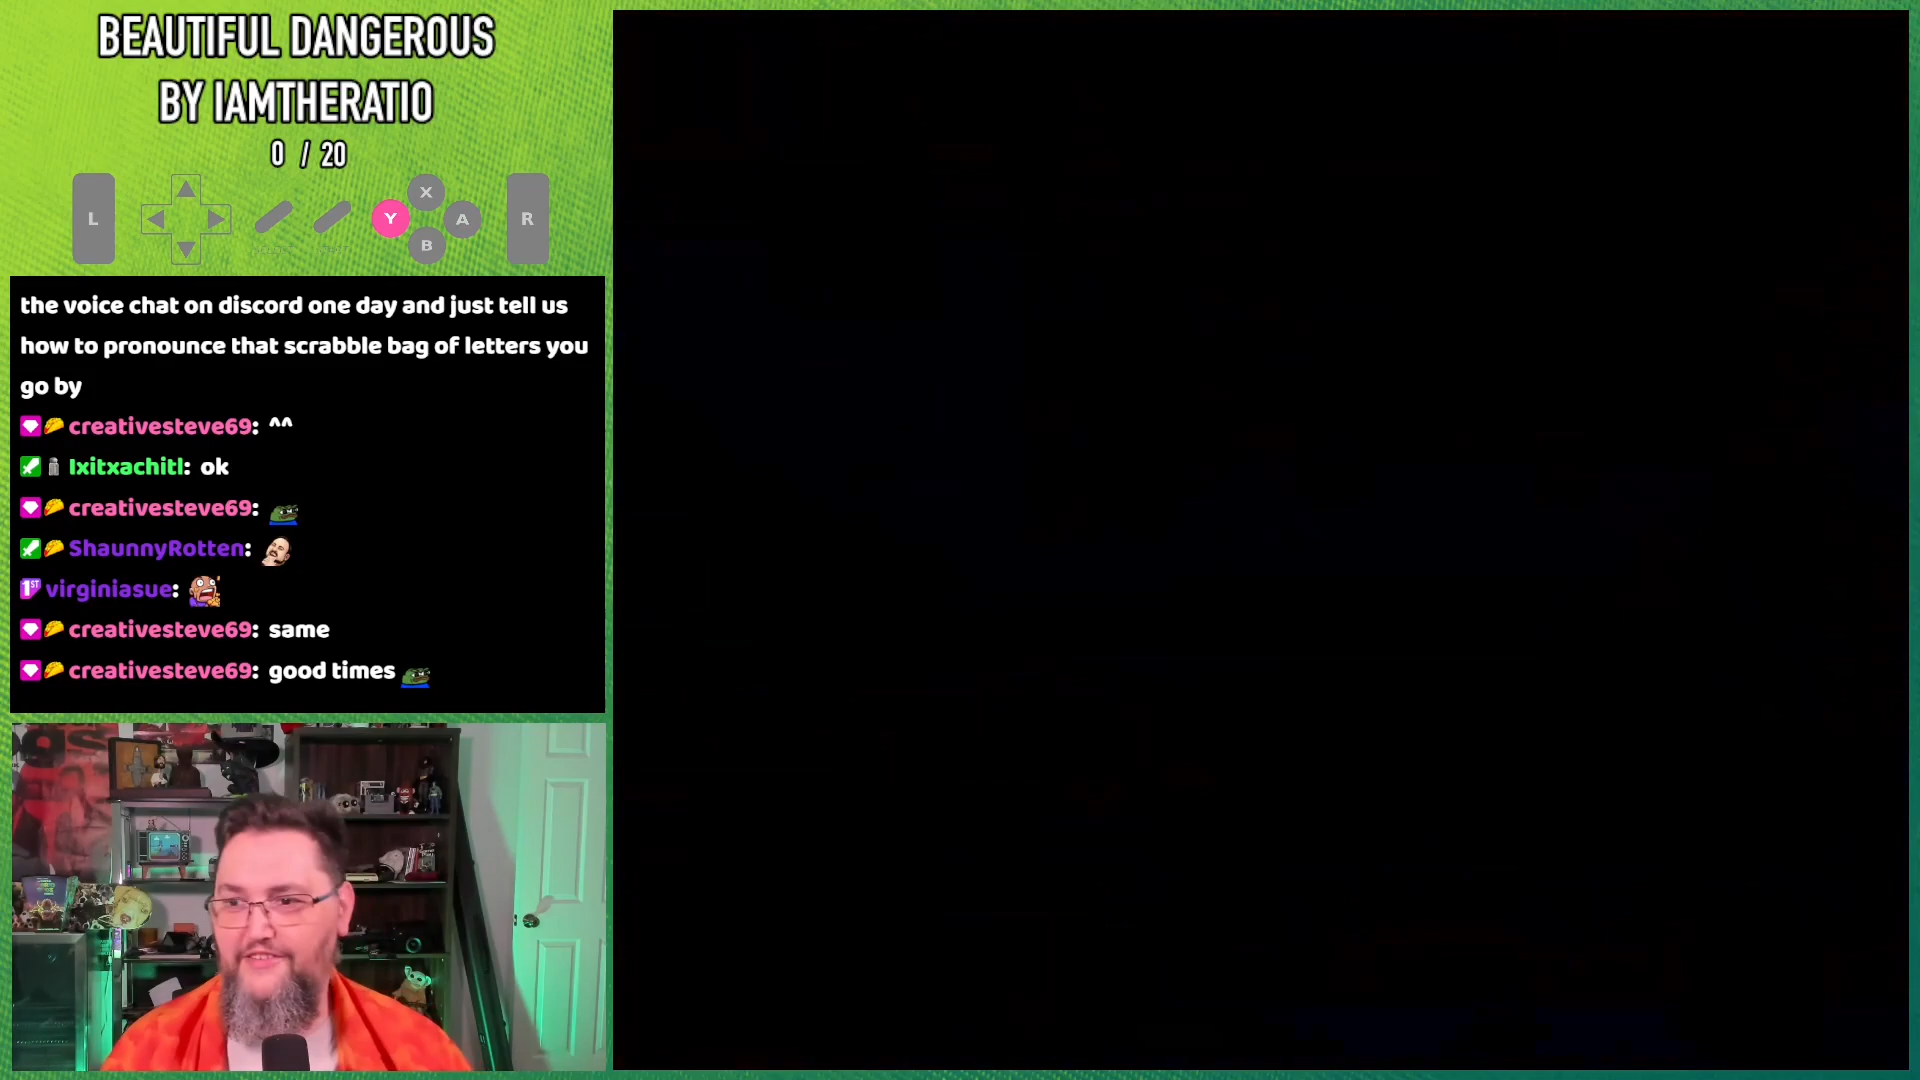 BEAUTIFUL DANGEROUS
BY IAMTHERATIO
0 / 20
L
X
Y
A
B
R
the voice chat on discord one day and just tell us
how to pronounce that scrabble bag of letters you
go by
creativesteve69: ^^
Ixitxachitl: ok
creativesteve69:
ShaunnyRotten:
1ST virginiasue:
creativesteve69: same
creativesteve69: good times